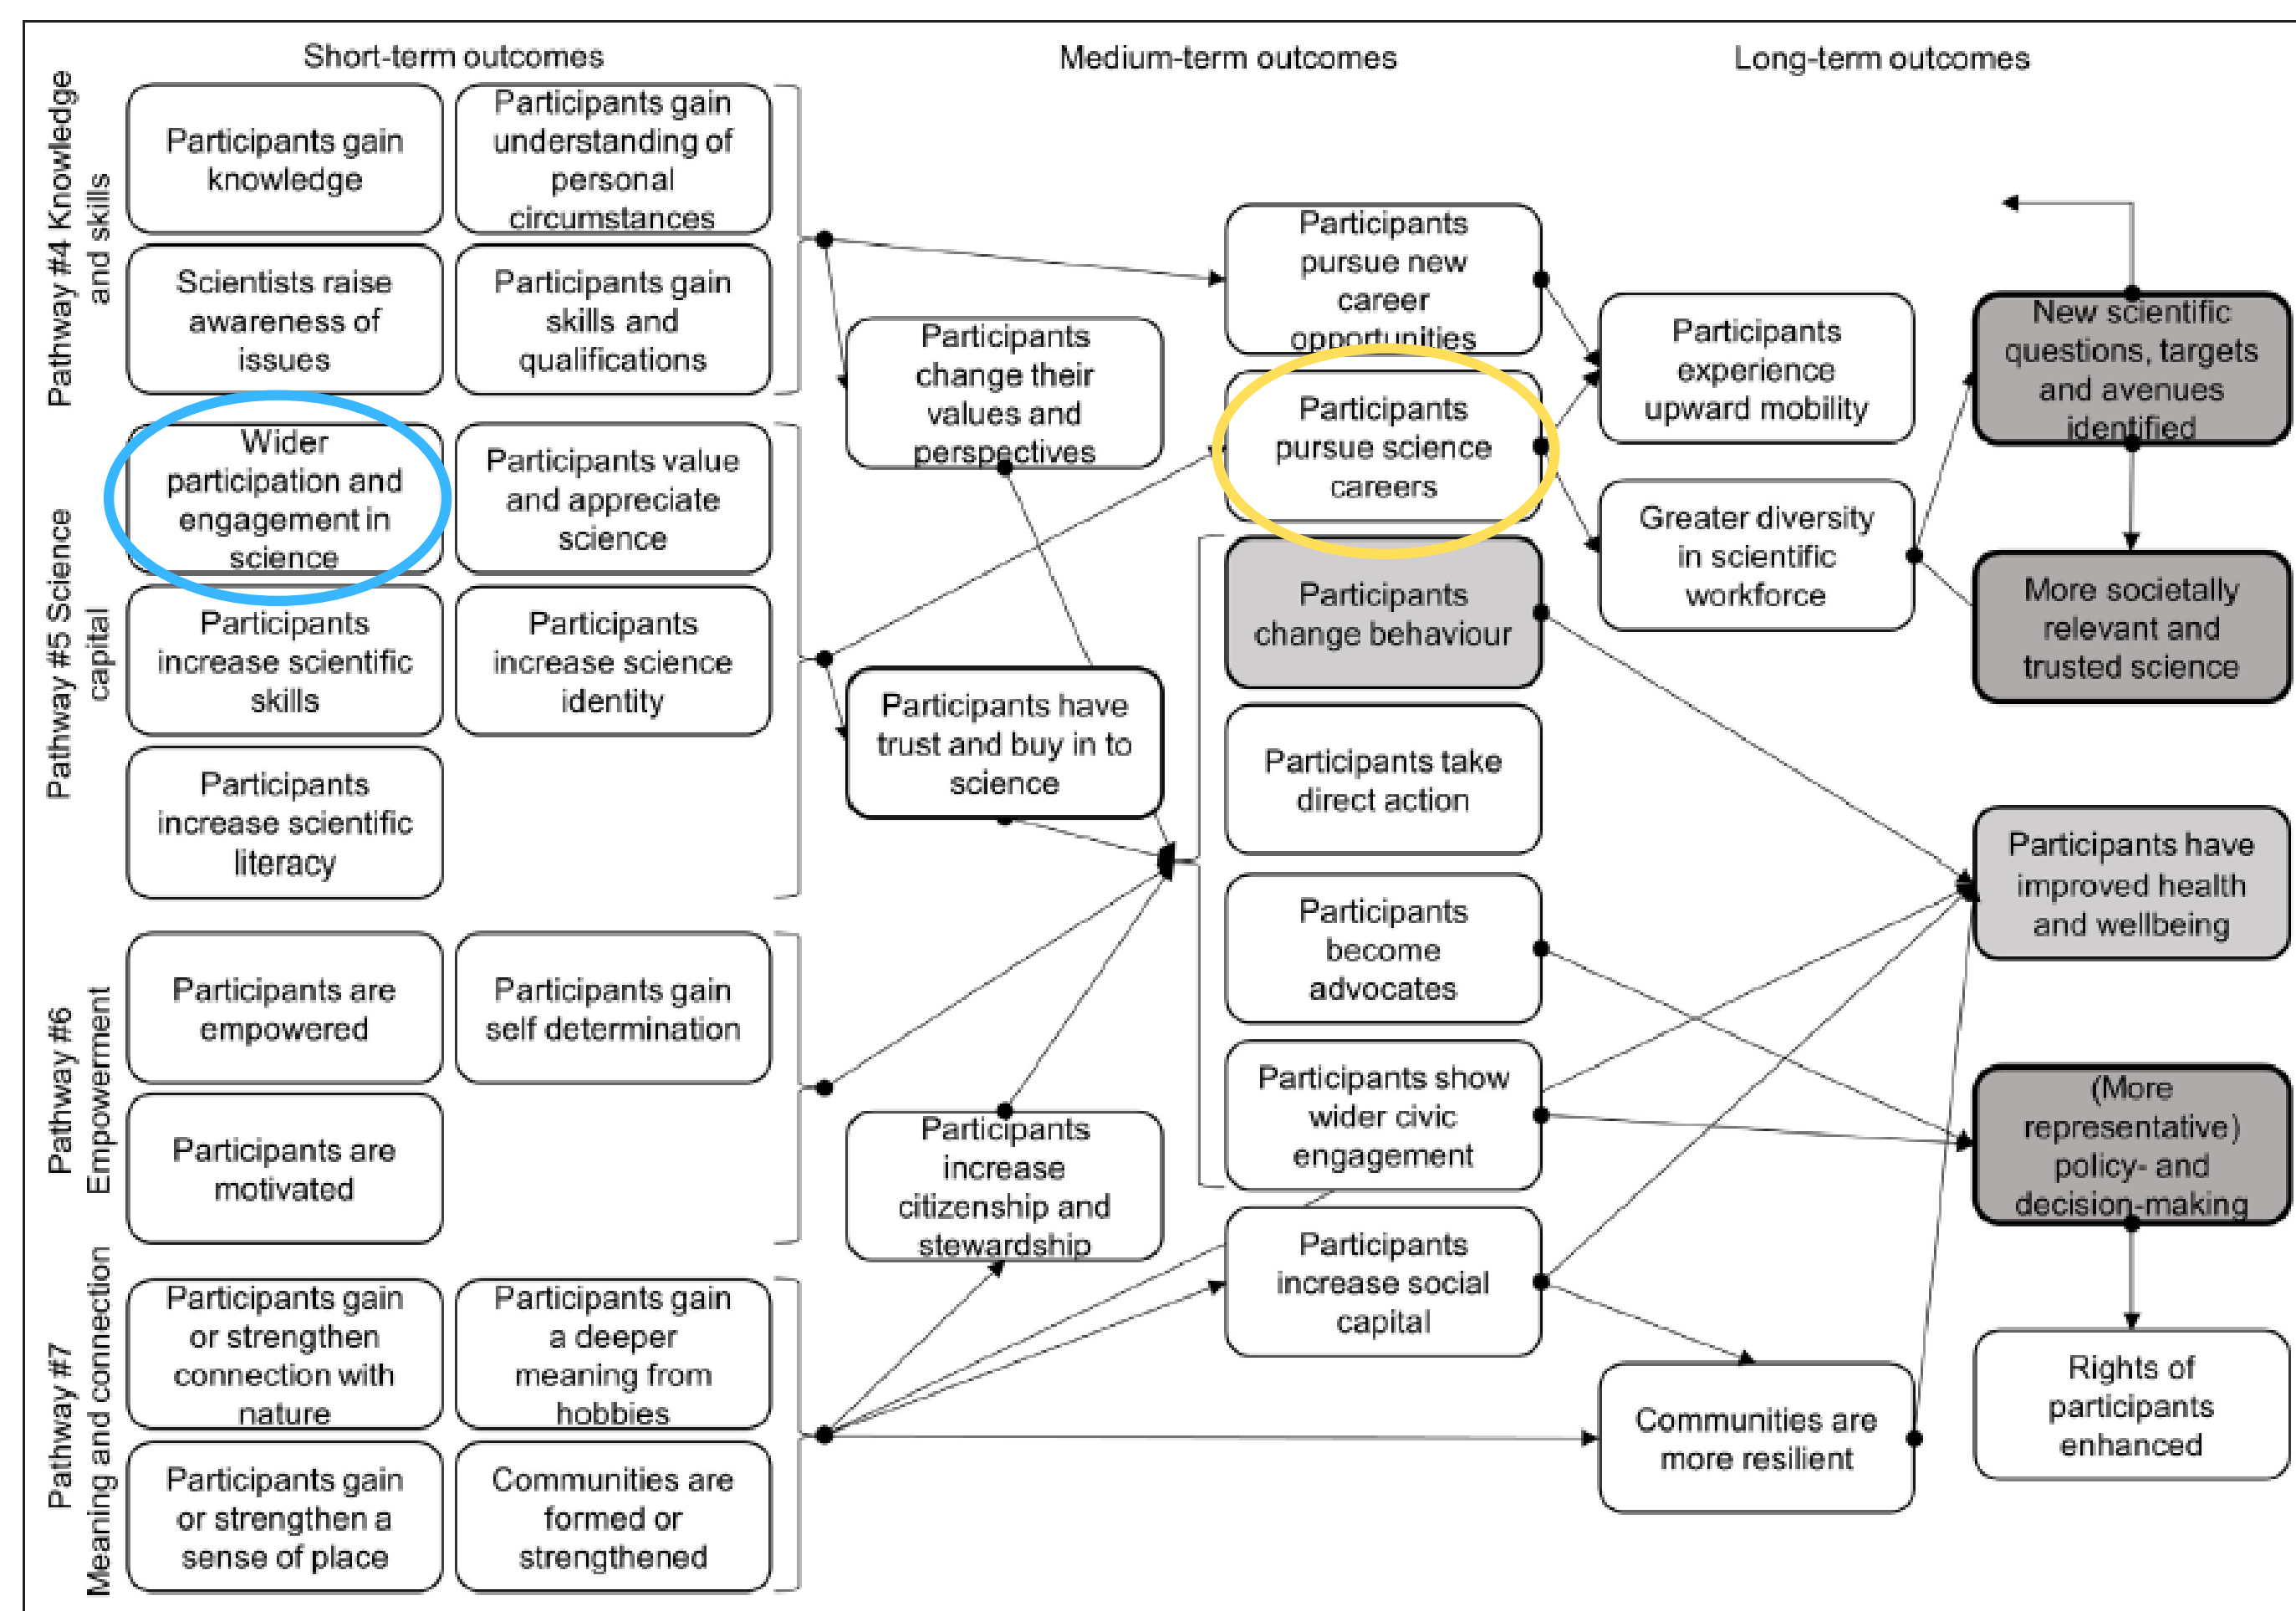 Short-term outcomes
Medium-term outcomes
Long-term outcomes
Pathway #4 Knowledge
and skills
Participants gain
knowledge
Participants gain
understanding of
personal
circumstances
Scientists raise
awareness of
issues
Participants gain
skills and
qualifications
Pathway #5 Science
capital
Wider
participation and
engagement in
science
Participants value
and appreciate
science
Participants
increase scientific
skills
Participants
increase science
identity
Participants
increase scientific
literacy
Pathway #6
Empowerment
Participants are
empowered
Participants gain
self determination
Participants are
motivated
Pathway #7
Meaning and connection
Participants gain
or strengthen
connection with
nature
Participants gain
a deeper
meaning from
hobbies
Participants gain
or strengthen a
sense of place
Communities are
formed or
strengthened
Participants
change their
values and
perspectives
Participants have
trust and buy in to
science
Participants
increase
citizenship and
stewardship
Participants
pursue new
career
opportunities
Participants
pursue science
careers
Participants
change behaviour
Participants take
direct action
Participants
become
advocates
Participants show
wider civic
engagement
Participants
increase social
capital
Participants
experience
upward mobility
Greater diversity
in scientific
workforce
Communities are
more resilient
New scientific
questions, targets
and avenues
identified
More societally
relevant and
trusted science
Participants have
improved health
and wellbeing
(More
representative)
policy- and
decision-making
Rights of
participants
enhanced